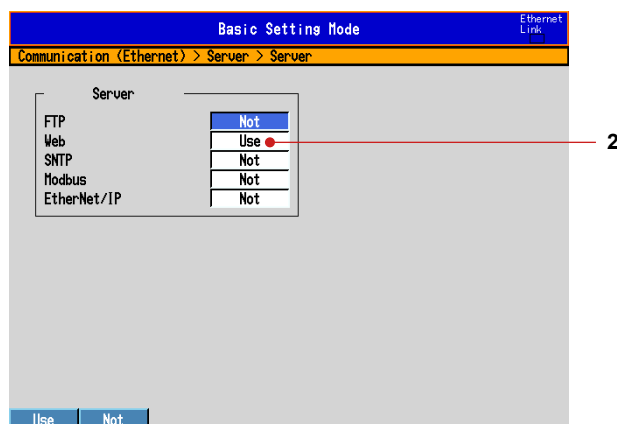 Basic Setting Mode
Ethernet
Link
Communication (Ethernet) > Server > Server
Server
FTP Not
Web Use
SNTP Not
Modbus Not
EtherNet/IP Not
2
Use Not